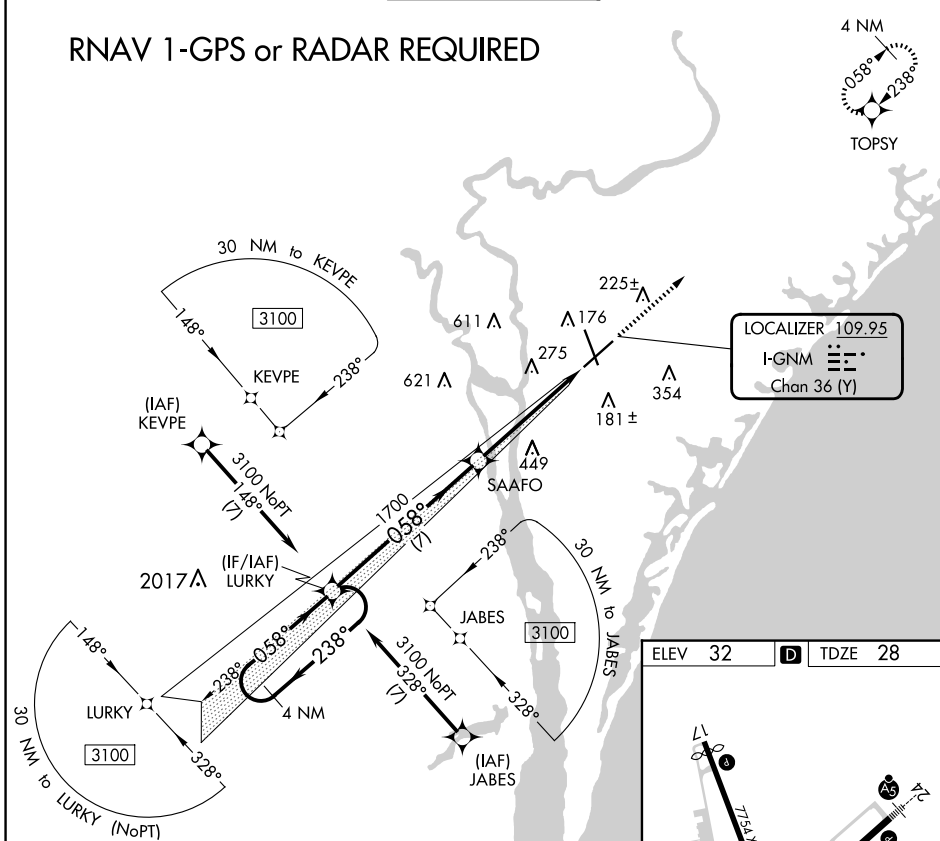 RNAV 1-GPS or RADAR REQUIRED
4 NM
058°
238°
TOPSY
30 NM to KEVPE
148°
3100
238°
KEVPE
(IAF)
KEVPE
3100 NoPT
148°
(7)
611
225±
176
275
621
181±
354
449
LOCALIZER 109.95
I-GNM
Chan 36 (Y)
SAAFO
1700
058°
(7)
(IF/IAF)
LURKY
2017
058°
238°
238°
4 NM
238°
30 NM to JABES
JABES
3100
328°
3100 NoPT
328°
(7)
(IAF)
JABES
148°
LURKY
3100
328°
30 NM to LURKY (NoPT)
ELEV 32
D
TDZE 28
17
P
7754 X
A5
24